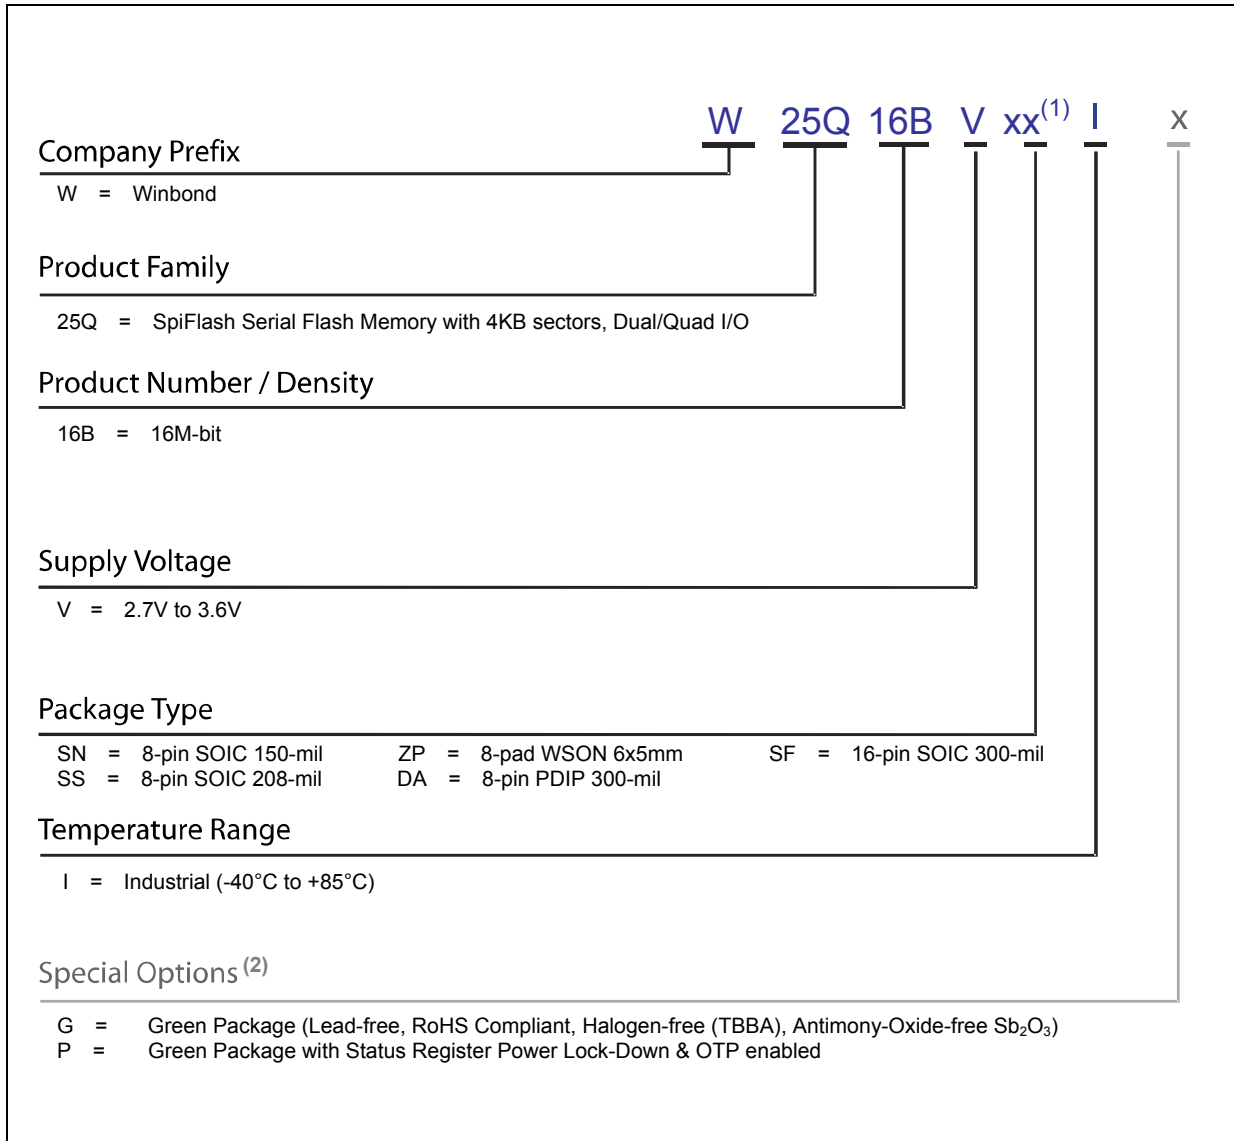 W 25Q 16B V xx(1) I x
Company Prefix
W = Winbond
Product Family
25Q = SpiFlash Serial Flash Memory with 4KB sectors, Dual/Quad I/O
Product Number / Density
16B = 16M-bit
Supply Voltage
V = 2.7V to 3.6V
Package Type
SN = 8-pin SOIC 150-mil ZP = 8-pad WSON 6x5mm SF = 16-pin SOIC 300-mil
SS = 8-pin SOIC 208-mil DA = 8-pin PDIP 300-mil
Temperature Range
I = Industrial (-40°C to +85°C)
Special Options (2)
G = Green Package (Lead-free, RoHS Compliant, Halogen-free (TBBA), Antimony-Oxide-free Sb₂O₃)
P = Green Package with Status Register Power Lock-Down & OTP enabled